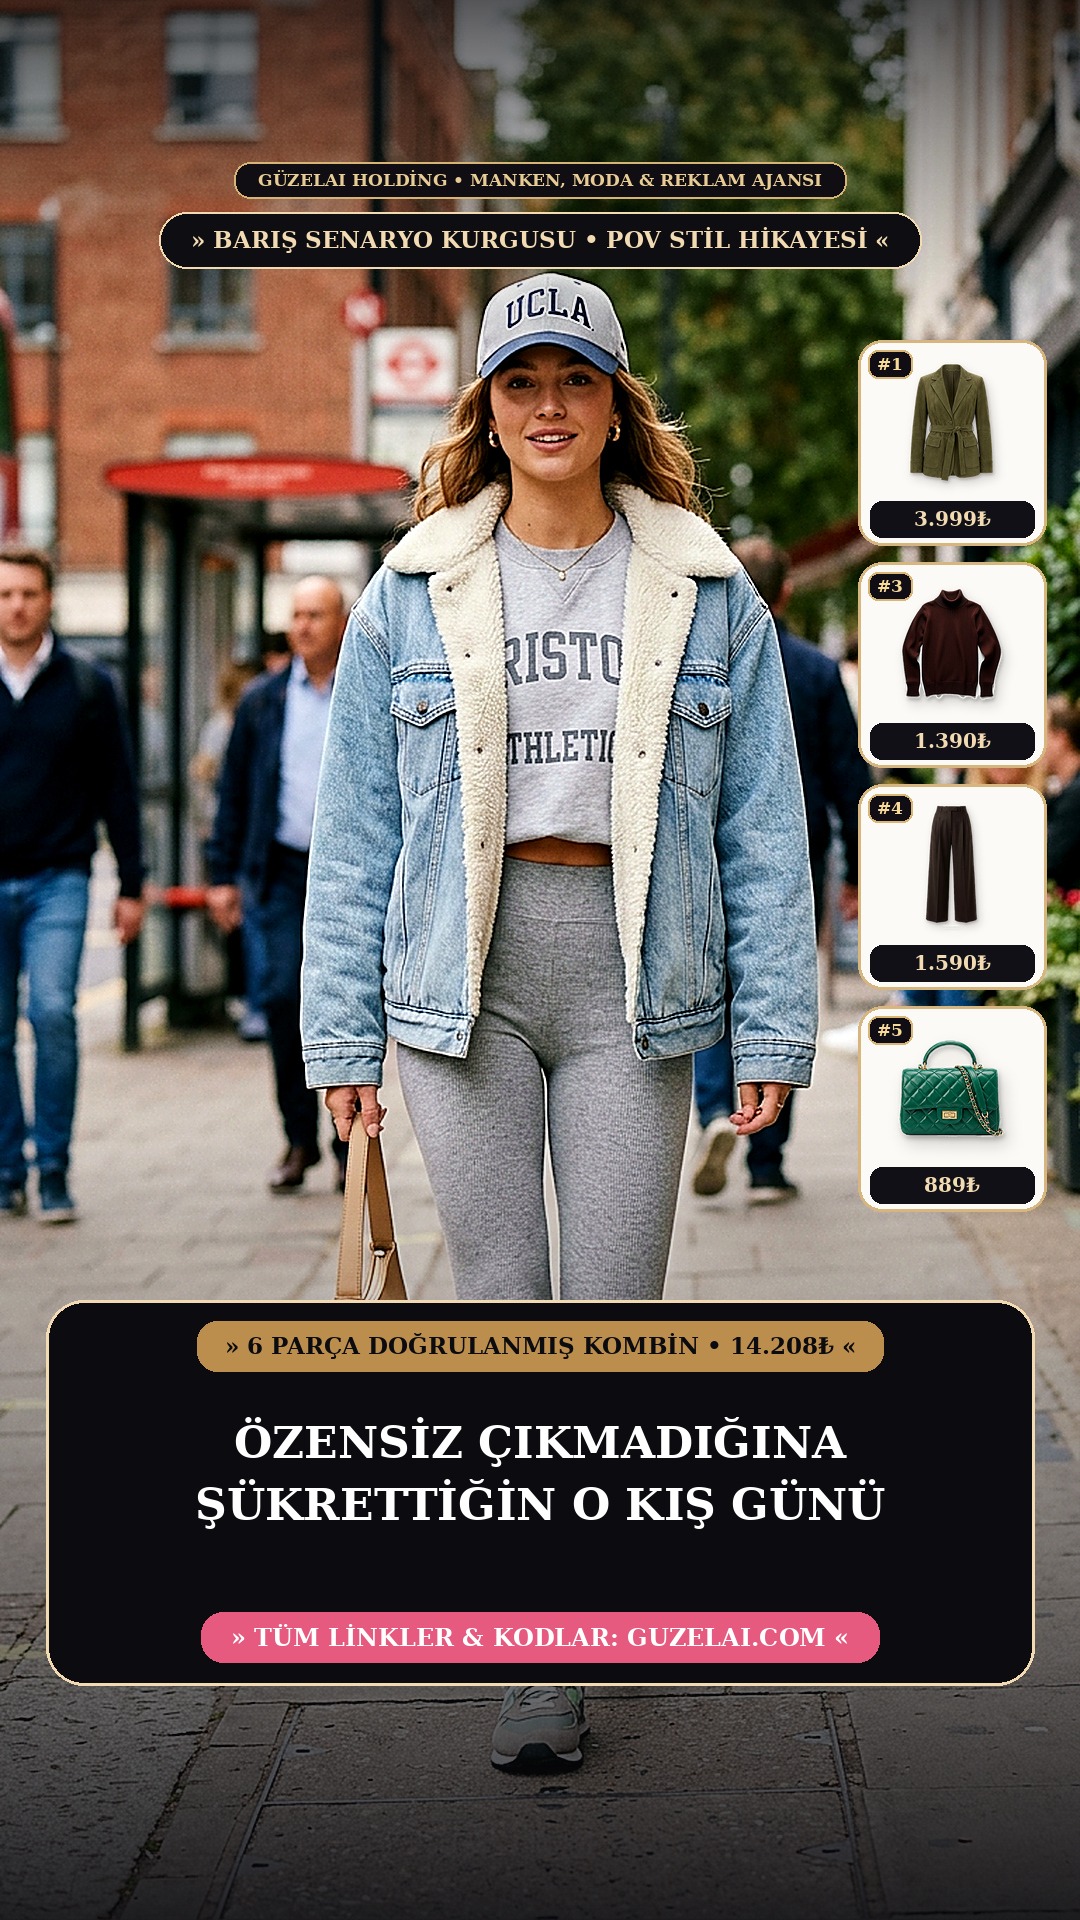 GÜZELAI HOLDİNG • MANKEN, MODA & REKLAM AJANSI
» BARIŞ SENARYO KURGUSU • POV STİL HİKAYESİ «
UCLA
RISTO
THLETIC
#1
3.999₺
#3
1.390₺
#4
1.590₺
#5
889₺
» 6 PARÇA DOĞRULANMIŞ KOMBİN • 14.208₺ «
ÖZENSİZ ÇIKMADIĞINA
ŞÜKRETTİĞİN O KIŞ GÜNÜ
» TÜM LİNKLER & KODLAR: GUZELAI.COM «